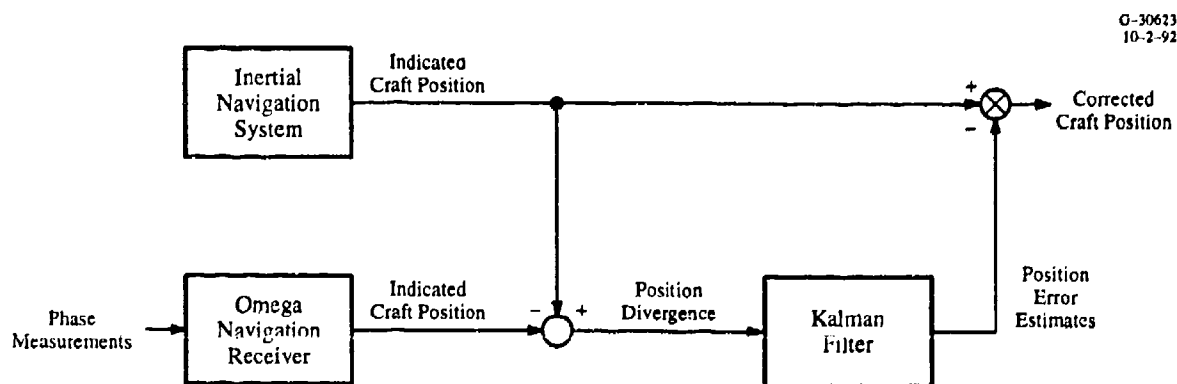 G-30623
10-2-92
Inertial
Navigation
System
Indicated
Craft Position
+
-
Corrected
Craft Position
Phase
Measurements
Omega
Navigation
Receiver
Indicated
Craft Position
-
+
Position
Divergence
Kalman
Filter
Position
Error
Estimates